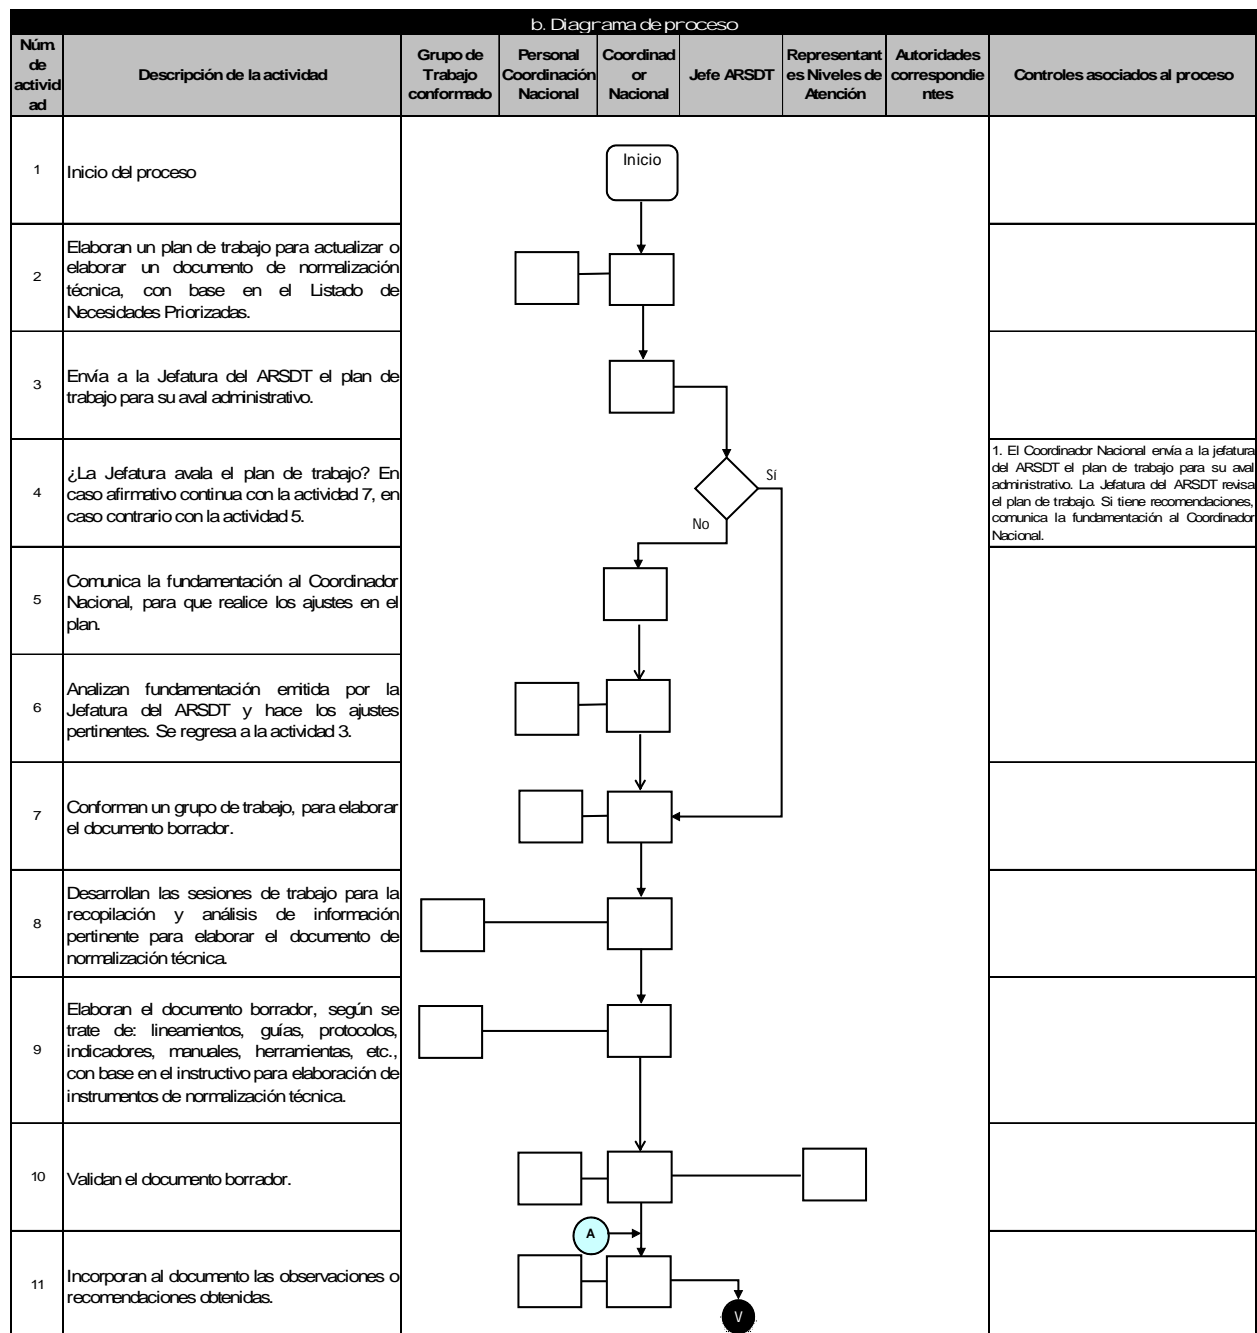 b. Diagrama de proceso
Núm.
de
activid
ad
Descripción de la actividad
Grupo de
Trabajo
conformado
Personal
Coordinación
Nacional
Coordinad
or
Nacional
Jefe ARSDT
Representant
es Niveles de
Atención
Autoridades
correspondie
ntes
Controles asociados al proceso
1
Inicio del proceso
Inicio
2
Elaboran un plan de trabajo para actualizar o
elaborar un documento de normalización
técnica, con base en el Listado de
Necesidades Priorizadas.
3
Envía a la Jefatura del ARSDT el plan de
trabajo para su aval administrativo.
4
¿La Jefatura avala el plan de trabajo? En
caso afirmativo continua con la actividad 7, en
caso contrario con la actividad 5.
Sí
No
1. El Coordinador Nacional envía a la jefatura
del ARSDT el plan de trabajo para su aval
administrativo. La Jefatura del ARSDT revisa
el plan de trabajo. Si tiene recomendaciones,
comunica la fundamentación al Coordinador
Nacional.
5
Comunica la fundamentación al Coordinador
Nacional, para que realice los ajustes en el
plan.
6
Analizan fundamentación emitida por la
Jefatura del ARSDT y hace los ajustes
pertinentes. Se regresa a la actividad 3.
7
Conforman un grupo de trabajo, para elaborar
el documento borrador.
8
Desarrollan las sesiones de trabajo para la
recopilación y análisis de información
pertinente para elaborar el documento de
normalización técnica.
9
Elaboran el documento borrador, según se
trate de: lineamientos, guías, protocolos,
indicadores, manuales, herramientas, etc.,
con base en el instructivo para elaboración de
instrumentos de normalización técnica.
10
Validan el documento borrador.
A
11
Incorporan al documento las observaciones o
recomendaciones obtenidas.
V